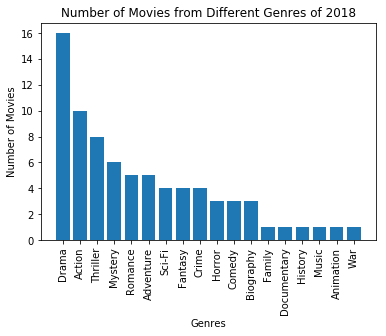 Number of Movies from Different Genres of 2018
Number of Movies
16
14
12
10
8
6
4
2
0
Drama
Action
Thriller
Mystery
Romance
Adventure
Sci-Fi
Fantasy
Crime
Horror
Comedy
Biography
Family
Documentary
History
Music
Animation
War
Genres